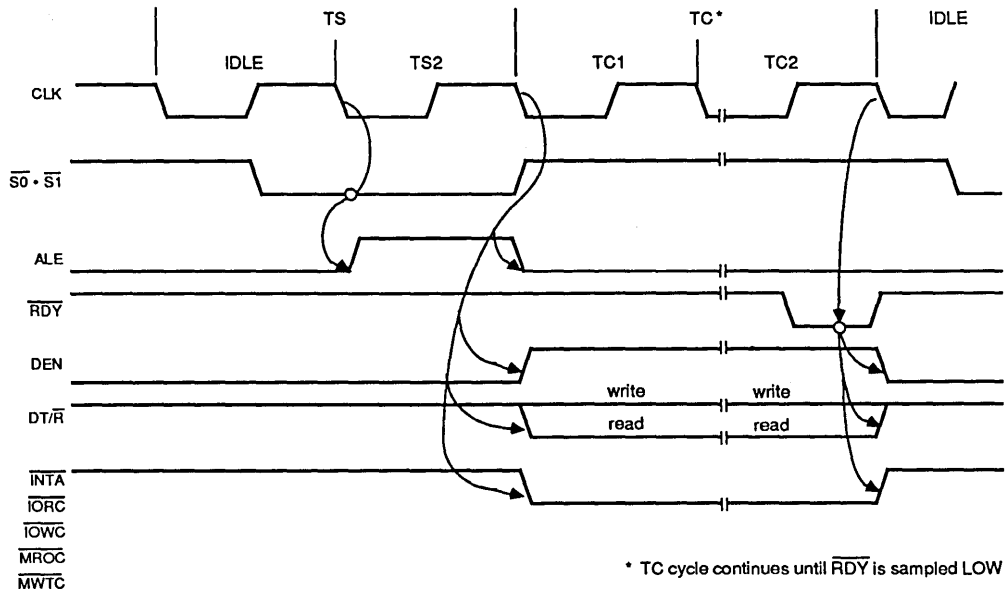 TS TC* IDLE
IDLE TS2 TC1 TC2
CLK
S0 • S1
ALE
RDY
DEN
write write
DT/R
read read
INTA
IORC
IOWC
MROC
MWTC
* TC cycle continues until RDY is sampled LOW